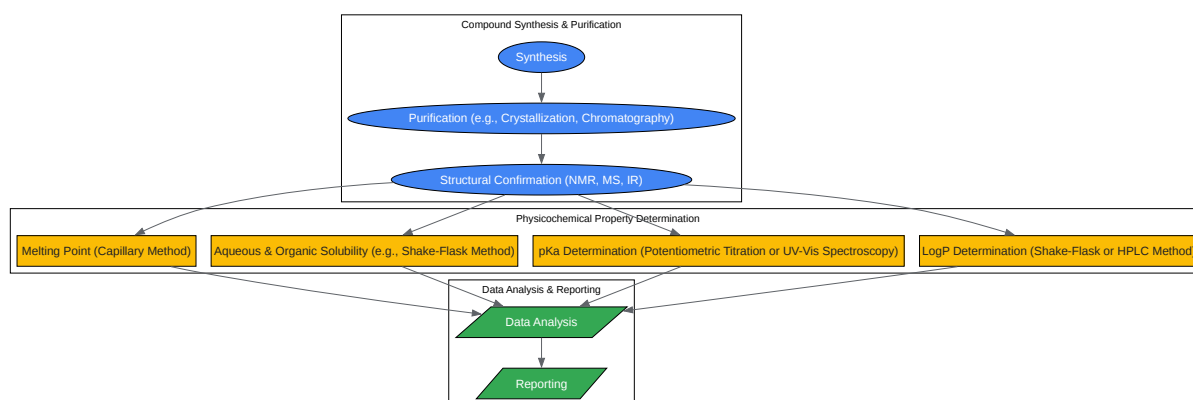 Compound Synthesis & Purification
Synthesis
Purification (e.g., Crystallization, Chromatography)
Structural Confirmation (NMR, MS, IR)
Physicochemical Property Determination
Melting Point (Capillary Method)
Aqueous & Organic Solubility (e.g., Shake-Flask Method)
pKa Determination (Potentiometric Titration or UV-Vis Spectroscopy)
LogP Determination (Shake-Flask or HPLC Method)
Data Analysis & Reporting
Data Analysis
Reporting